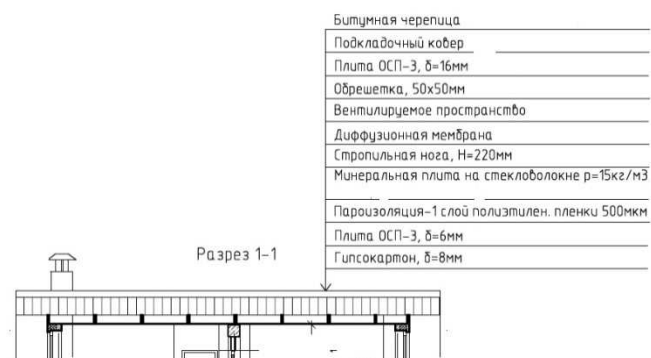 Битумная черепица
Подкладочный ковер
Плита ОСП-3, δ=16мм
Обрешетка, 50х50мм
Вентилируемое пространство
Диффузионная мембрана
Стропильная нога, Н=220мм
Минеральная плита на стекловолокне р=15кг/м3
Пароизоляция-1 слой полиэтилен. пленки 500мкм
Плита ОСП-3, δ=6мм
Гипсокартон, δ=8мм
Разрез 1-1